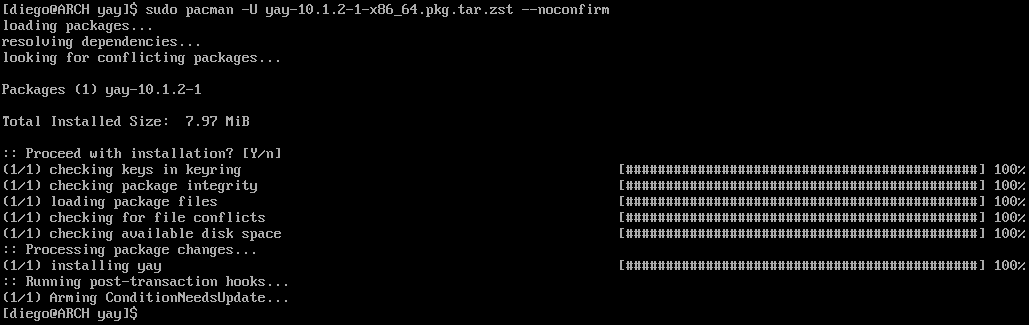 [diego@ARCH yay]$ sudo pacman -U yay-10.1.2-1-x86_64.pkg.tar.zst --noconfirm
loading packages...
resolving dependencies...
looking for conflicting packages...
Packages (1) yay-10.1.2-1
Total Installed Size:  7.97 MiB
:: Proceed with installation? [Y/n]
(1/1) checking keys in keyring [############################################] 100%
(1/1) checking package integrity [############################################] 100%
(1/1) loading package files [############################################] 100%
(1/1) checking for file conflicts [############################################] 100%
(1/1) checking available disk space [############################################] 100%
:: Processing package changes...
(1/1) installing yay [############################################] 100%
:: Running post-transaction hooks...
(1/1) Arming ConditionNeedsUpdate...
[diego@ARCH yay]$